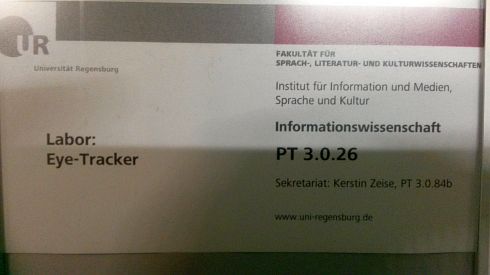 UR
Universität Regensburg
FAKULTÄT FÜR
SPRACH-, LITERATUR- UND KULTURWISSENSCHAFTEN
Institut für Information und Medien,
Sprache und Kultur
Informationswissenschaft
Labor:
Eye-Tracker
PT 3.0.26
Sekretariat: Kerstin Zeise, PT 3.0.84b
www.uni-regensburg.de